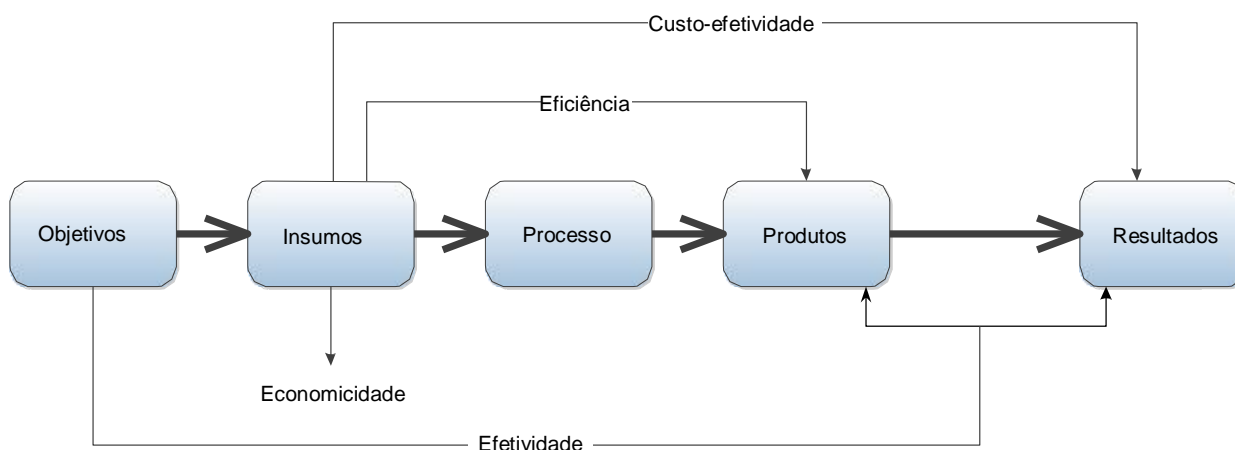 Custo-efetividade
Eficiência
Objetivos
Insumos
Processo
Produtos
Resultados
Economicidade
Efetividade